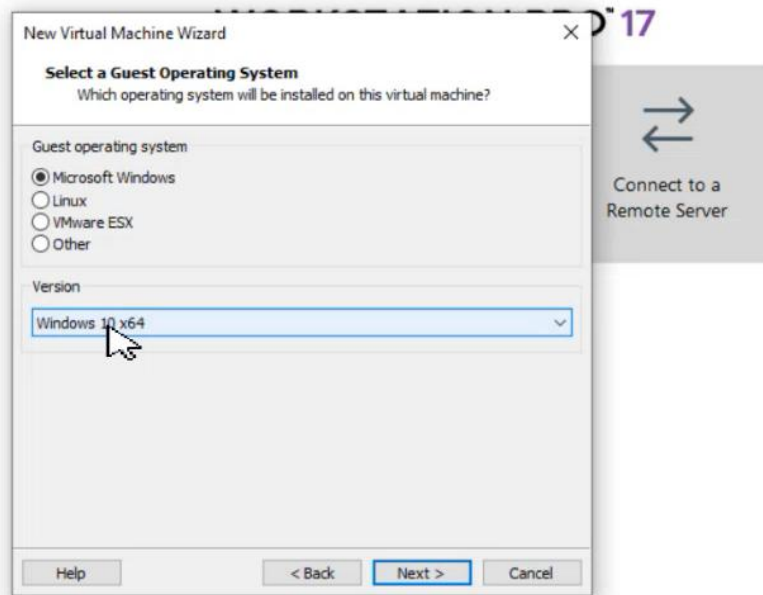 WORKSTATION PRO™ 17
New Virtual Machine Wizard
Select a Guest Operating System
Which operating system will be installed on this virtual machine?
Guest operating system
Microsoft Windows
Linux
VMware ESX
Other
Version
Windows 10 x64
Help
< Back
Next >
Cancel
Connect to a
Remote Server